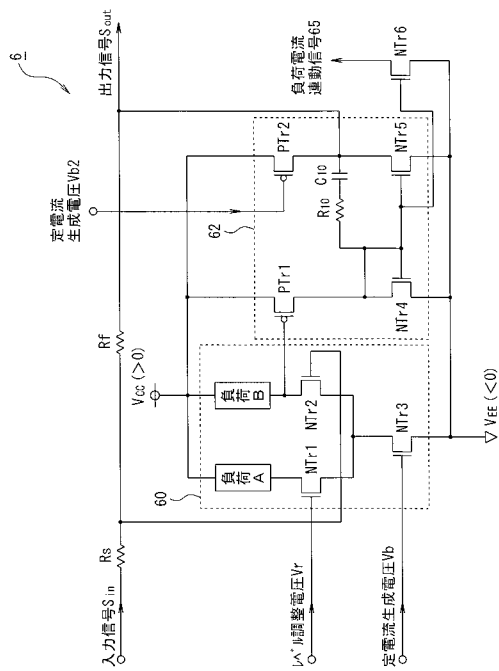 6
入力信号Sin
Rs
Rf
出力信号Sout
定電流
生成電圧Vb2
VCC (>0)
62
PTr1
PTr2
R10
C10
負荷電流
連動信号65
60
負荷
A
負荷
B
NTr1
NTr2
NTr3
NTr4
NTr5
NTr6
レベル調整電圧Vr
定電流生成電圧Vb
VEE (<0)